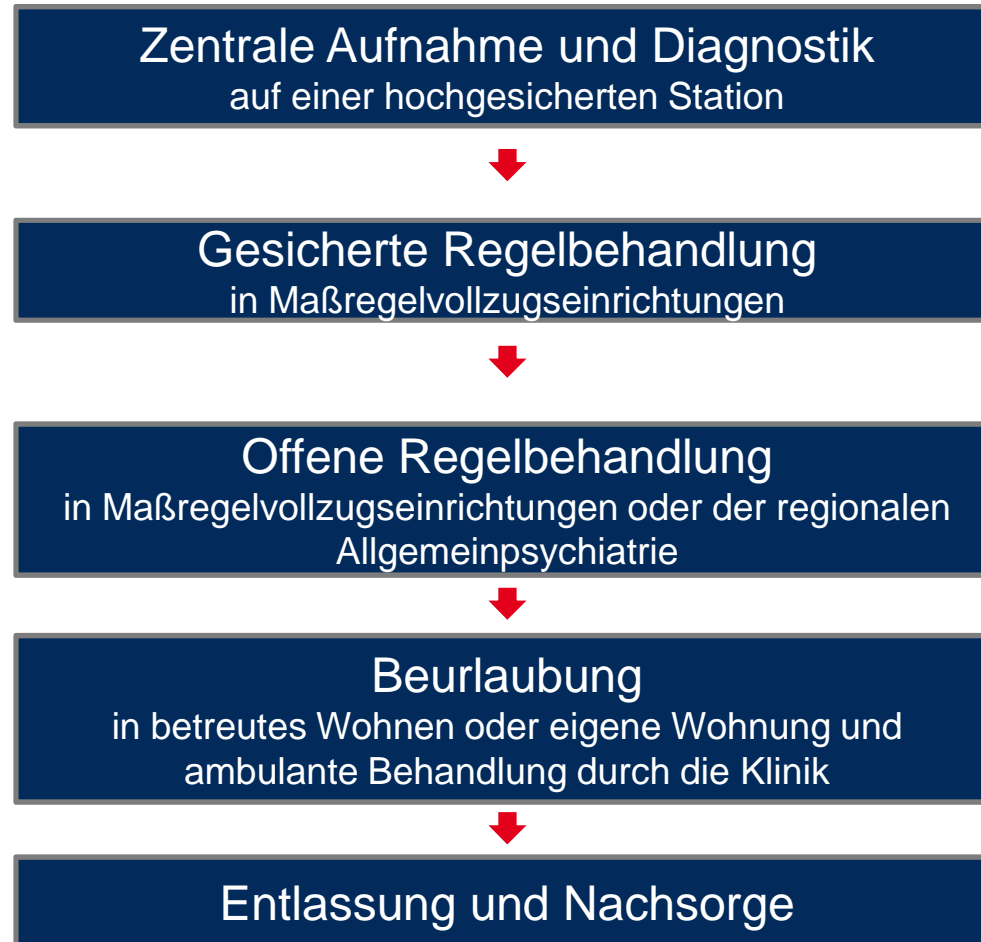 Zentrale Aufnahme und Diagnostik
auf einer hochgesicherten Station
Gesicherte Regelbehandlung
in Maßregelvollzugseinrichtungen
Offene Regelbehandlung
in Maßregelvollzugseinrichtungen oder der regionalen
Allgemeinpsychiatrie
Beurlaubung
in betreutes Wohnen oder eigene Wohnung und
ambulante Behandlung durch die Klinik
Entlassung und Nachsorge